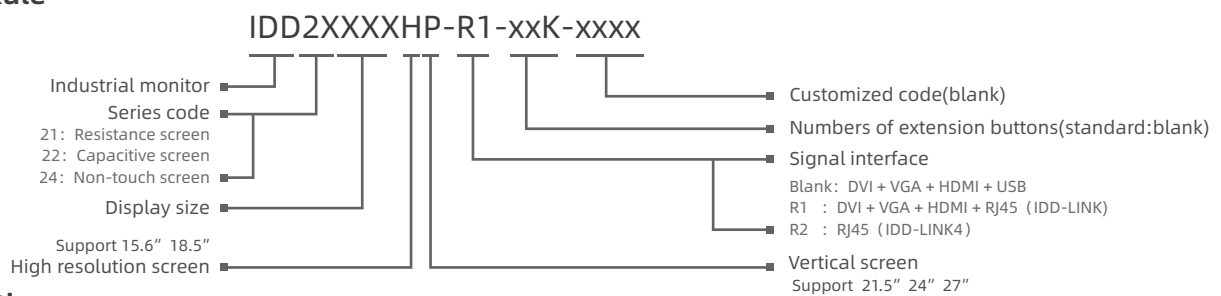 IDD2XXXXHP-R1-xxK-xxxx
Industrial monitor
Series code
21: Resistance screen
22: Capacitive screen
24: Non-touch screen
Display size
Support 15.6" 18.5"
High resolution screen
Customized code(blank)
Numbers of extension buttons(standard:blank)
Signal interface
Blank: DVI + VGA + HDMI + USB
R1 : DVI + VGA + HDMI + RJ45 (IDD-LINK)
R2 : RJ45 (IDD-LINK4)
Vertical screen
Support 21.5" 24" 27"